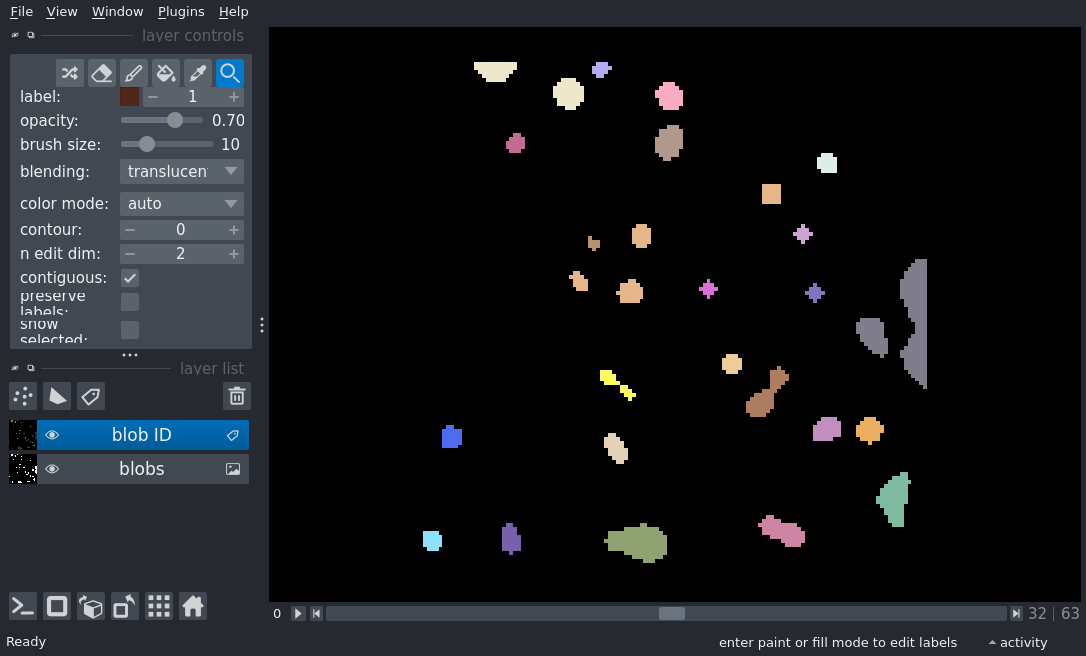 File View Window Plugins Help
layer controls
label: 1
opacity: 0.70
brush size: 10
blending: translucen
color mode: auto
contour: 0
n edit dim: 2
contiguous:
preserve
labels:
show
selected:
layer list
blob ID
blobs
0 32 | 63
Ready enter paint or fill mode to edit labels activity